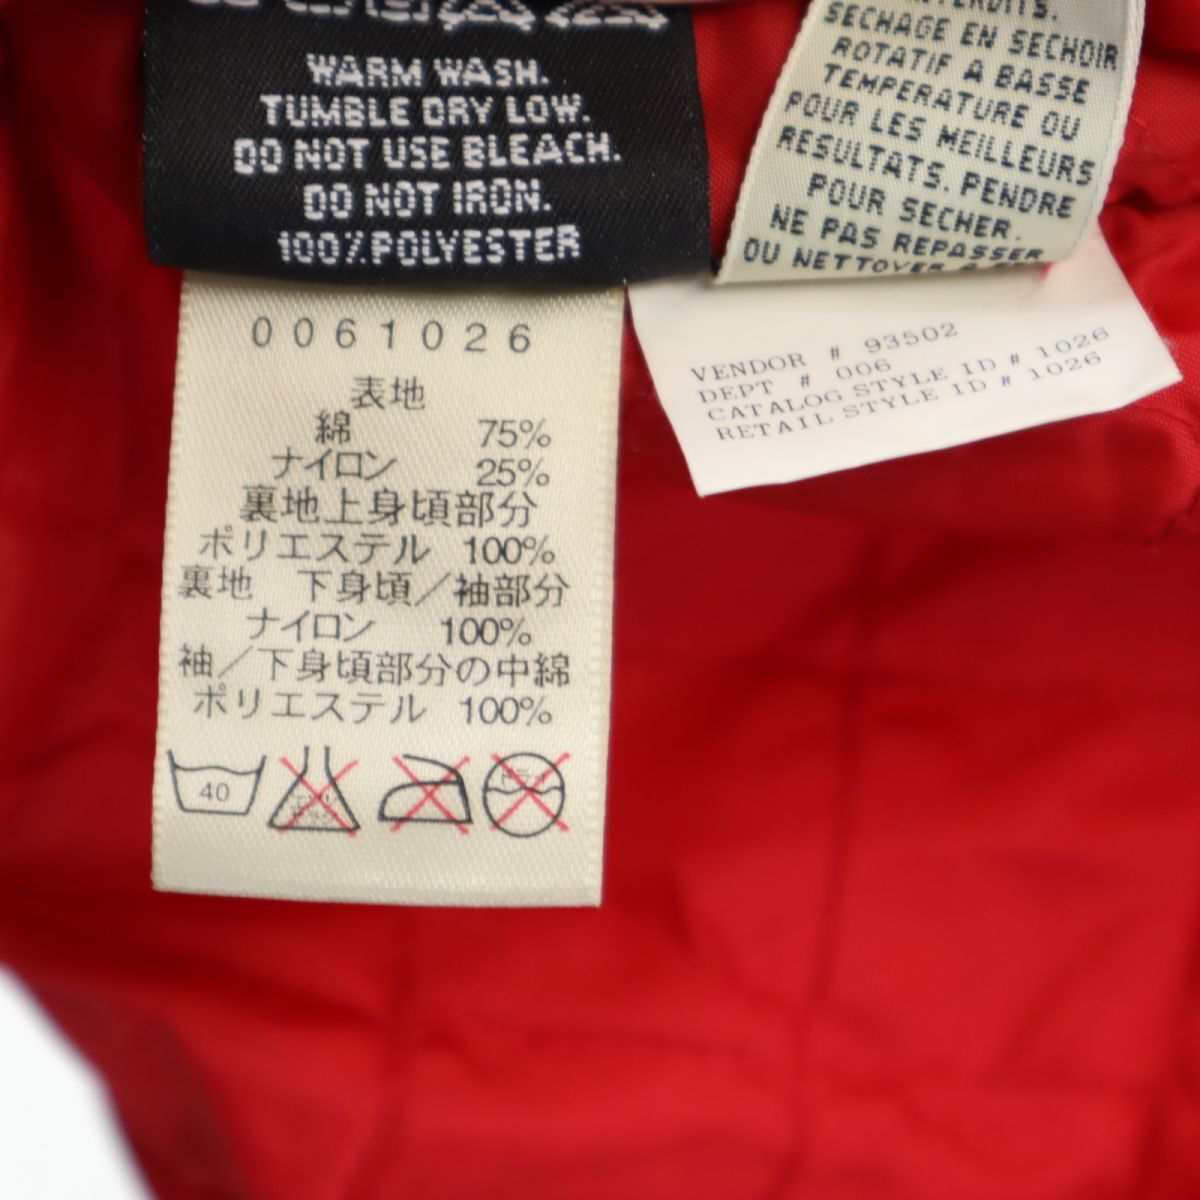 WARM WASH.
TUMBLE DRY LOW.
DO NOT USE BLEACH.
DO NOT IRON.
100% POLYESTER
SECHAGE EN SECHOIR
ROTATIF A BASSE
TEMPERATURE OU
POUR LES MEILLEURS
RESULTATS. PENDRE
POUR SECHER.
NE PAS REPASSER
OU NETTOYER A
VENDOR # 93502
DEPT # 006
CATALOG STYLE ID # 1026
RETAIL STYLE ID # 1026
0061026
表地
綿 75%
ナイロン 25%
裏地上身頃部分
ポリエステル 100%
裏地 下身頃/袖部分
ナイロン 100%
袖/下身頃部分の中綿
ポリエステル 100%
40
ドライ